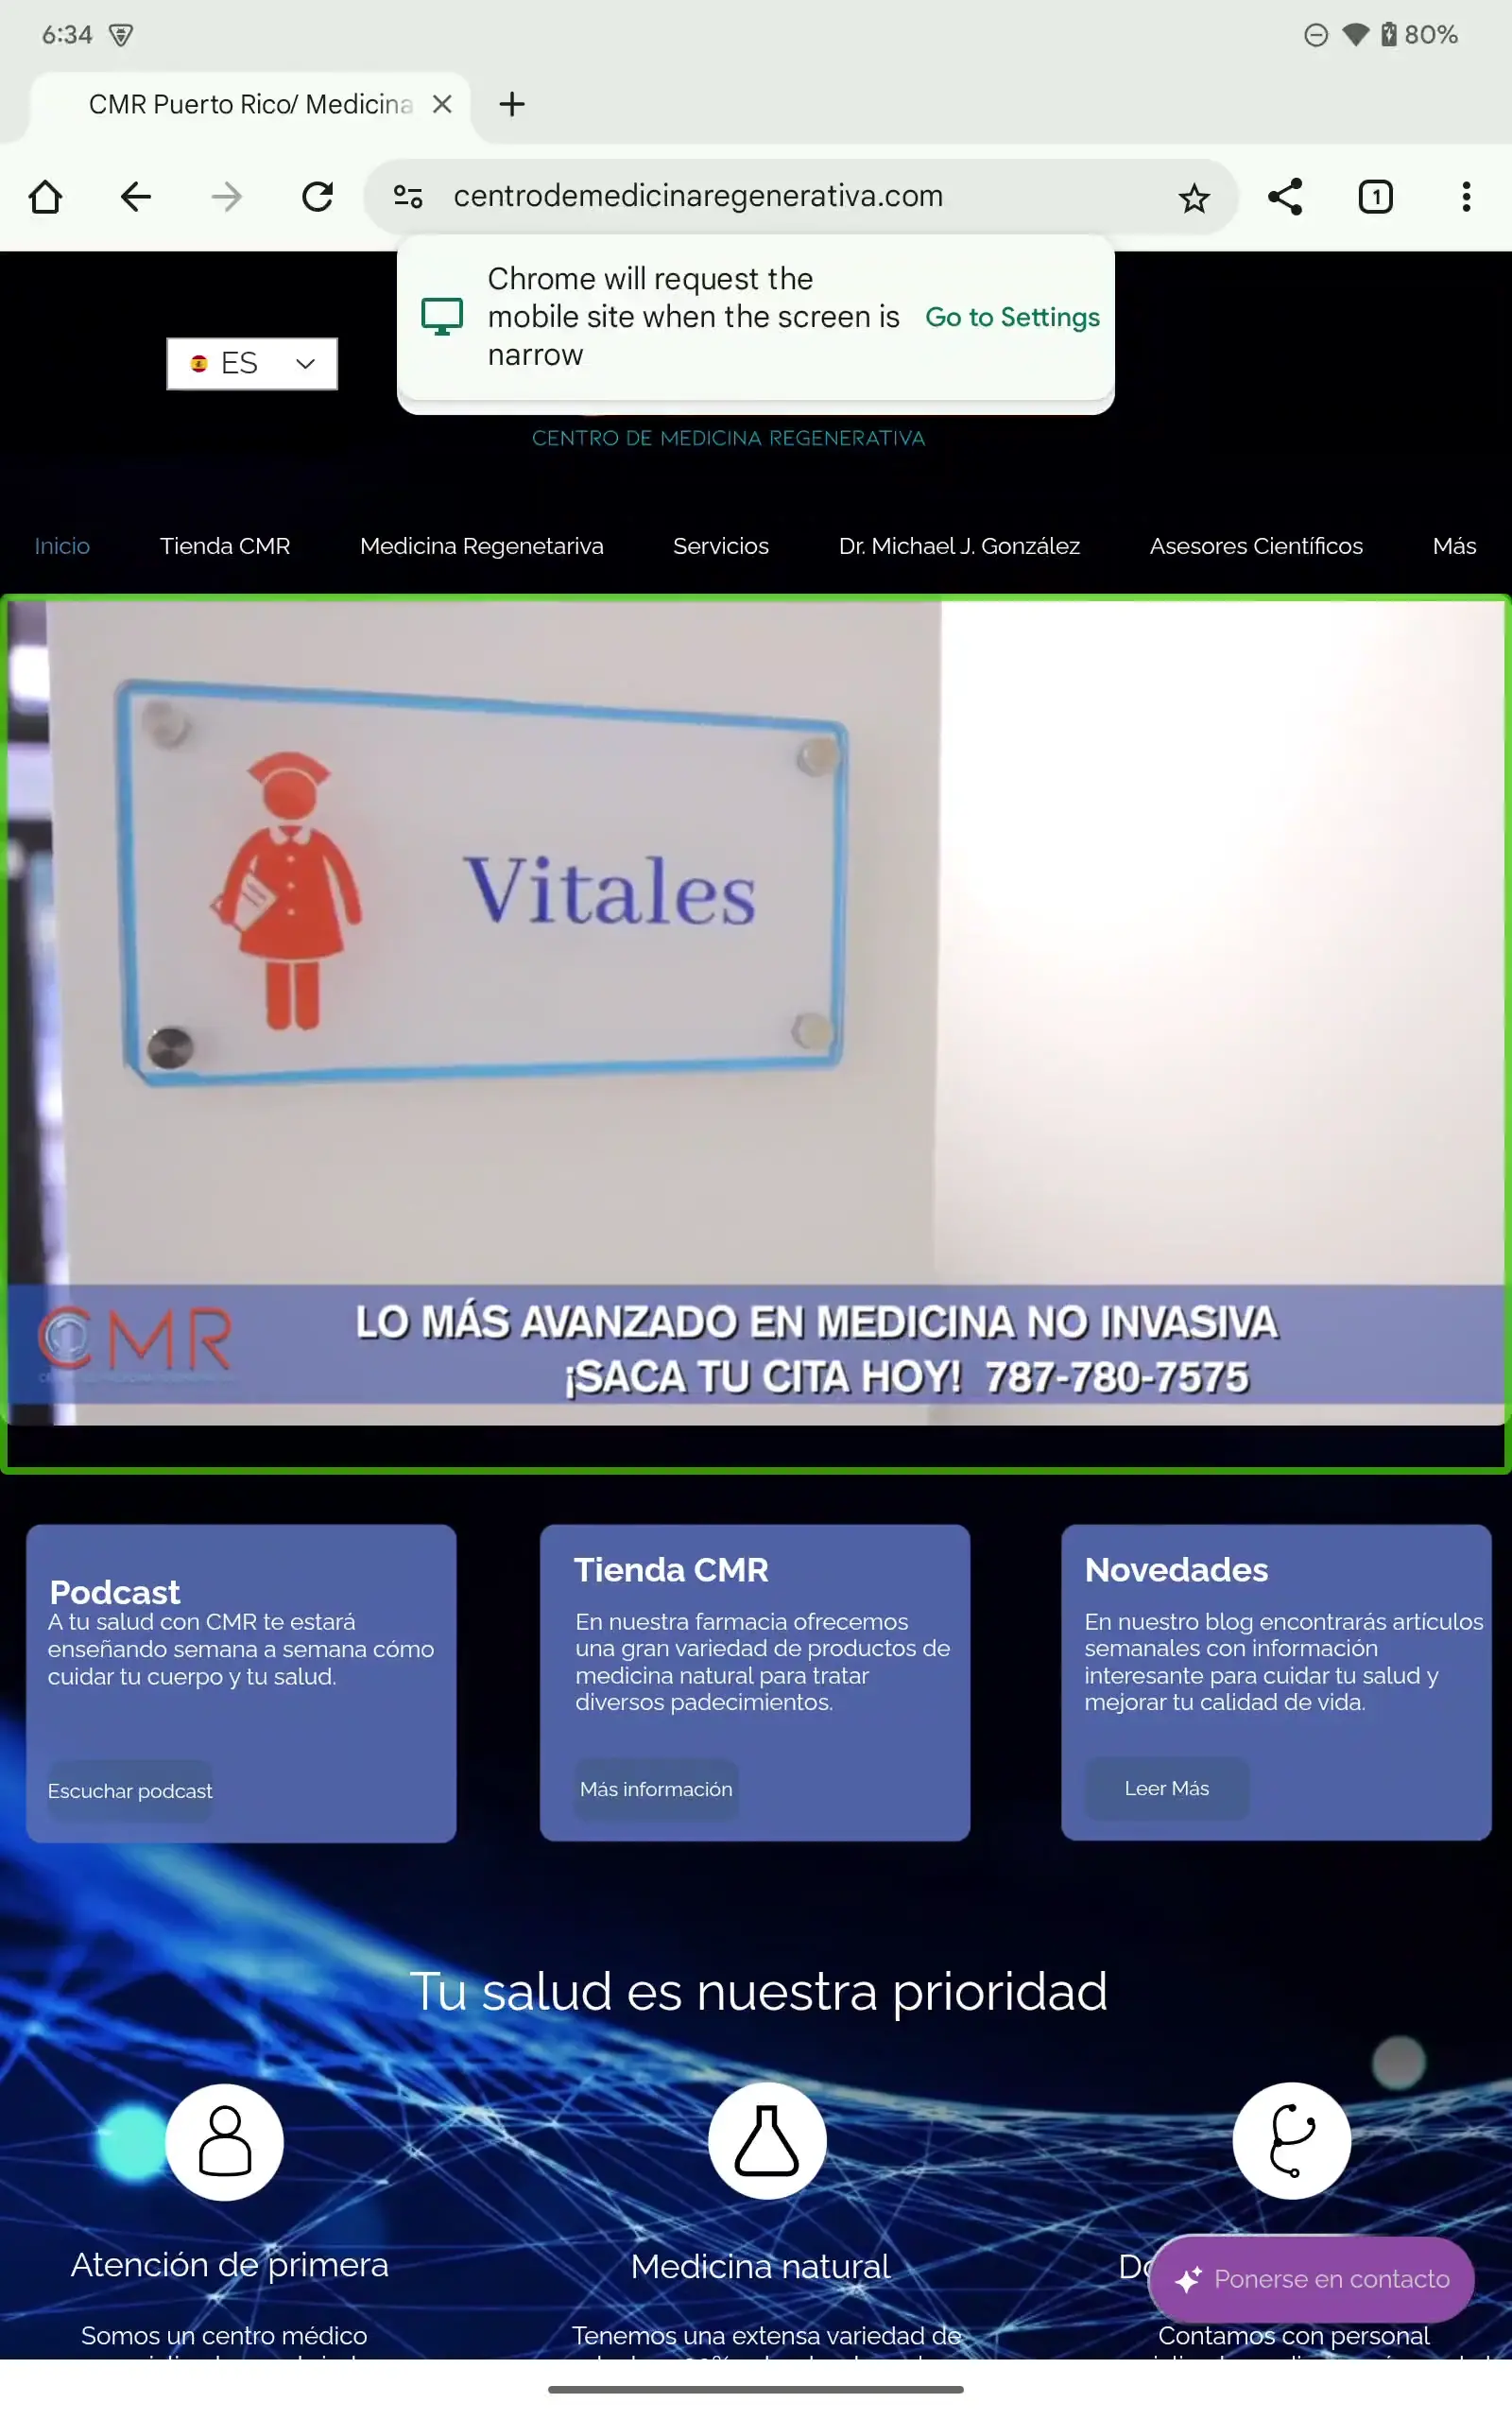 6:34
80%
CMR Puerto Rico/ Medicina
centrodemedicinaregenerativa.com
1
Chrome will request the
mobile site when the screen is
narrow
Go to Settings
ES
CENTRO DE MEDICINA REGENERATIVA
Inicio
Tienda CMR
Medicina Regenetariva
Servicios
Dr. Michael J. González
Asesores Científicos
Más
Vitales
CMR
LO MÁS AVANZADO EN MEDICINA NO INVASIVA
¡SACA TU CITA HOY! 787-780-7575
Podcast
A tu salud con CMR te estará
enseñando semana a semana cómo
cuidar tu cuerpo y tu salud.
Escuchar podcast
Tienda CMR
En nuestra farmacia ofrecemos
una gran variedad de productos de
medicina natural para tratar
diversos padecimientos.
Más información
Novedades
En nuestro blog encontrarás artículos
semanales con información
interesante para cuidar tu salud y
mejorar tu calidad de vida.
Leer Más
Tu salud es nuestra prioridad
Atención de primera
Somos un centro médico
Medicina natural
Tenemos una extensa variedad de
Ponerse en contacto
Contamos con personal